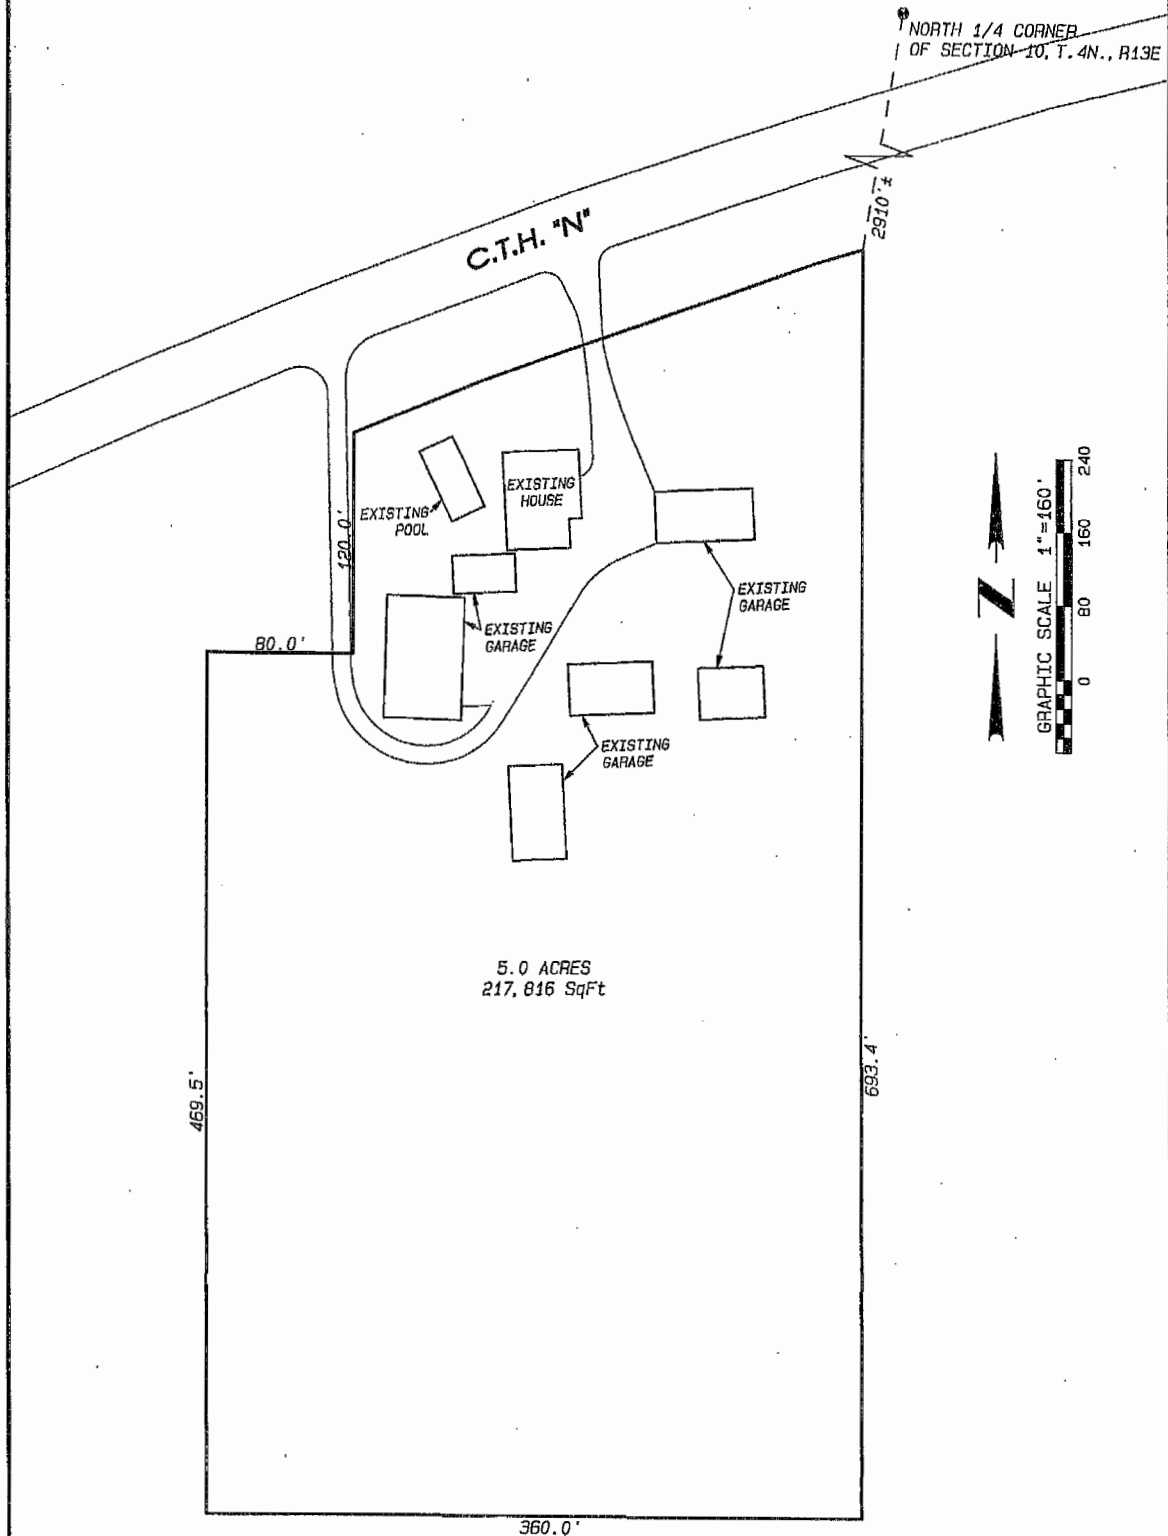 NORTH 1/4 CORNER
OF SECTION 10, T.4N., R13E
2910'±
C.T.H. "N"
EXISTING
HOUSE
EXISTING
POOL
120.0'
EXISTING
GARAGE
80.0'
EXISTING
GARAGE
EXISTING
GARAGE
N
GRAPHIC SCALE 1"=160'
0 80 160 240
5.0 ACRES
217,816 SqFt
469.5'
693.4'
360.0'